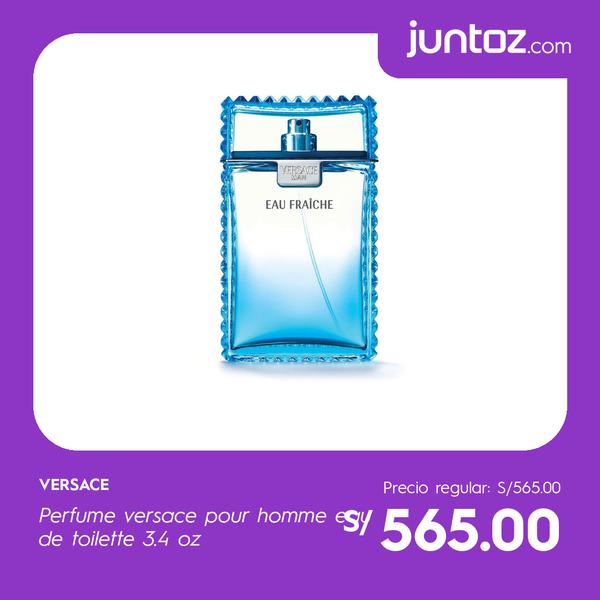 juntoz.com
VERSACE
MAN
EAU FRAÎCHE
VERSACE
Perfume versace pour homme eau
de toilette 3.4 oz
Precio regular: S/565.00
S/ 565.00